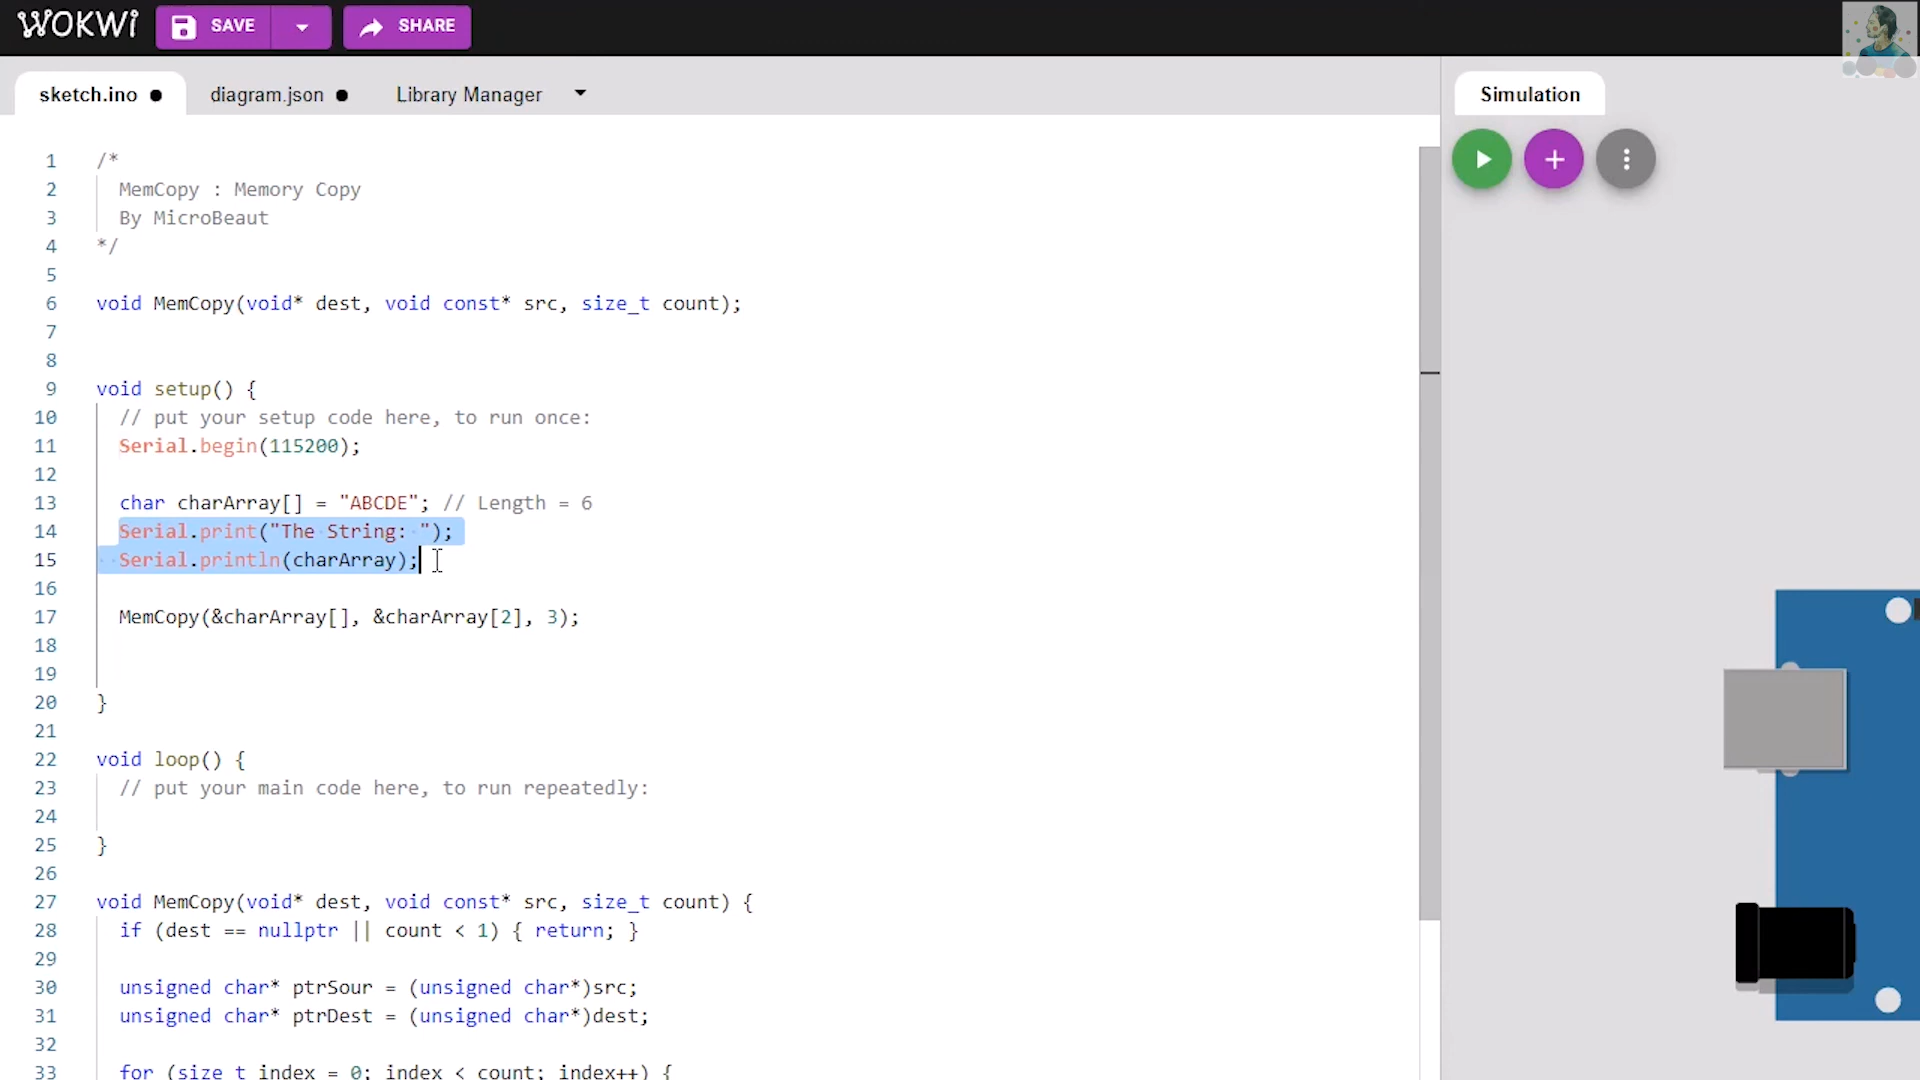 WOKWI SAVE SHARE
sketch.ino diagram.json Library Manager
Simulation
1 /*
2 MemCopy : Memory Copy
3 By MicroBeaut
4 */
5
6 void MemCopy(void* dest, void const* src, size_t count);
7
8
9 void setup() {
10 // put your setup code here, to run once:
11 Serial.begin(115200);
12
13 char charArray[] = "ABCDE"; // Length = 6
14 Serial.print("The String: ");
15 Serial.println(charArray);
16
17 MemCopy(&charArray[], &charArray[2], 3);
18
19
20 }
21
22 void loop() {
23 // put your main code here, to run repeatedly:
24
25 }
26
27 void MemCopy(void* dest, void const* src, size_t count) {
28 if (dest == nullptr || count < 1) { return; }
29
30 unsigned char* ptrSour = (unsigned char*)src;
31 unsigned char* ptrDest = (unsigned char*)dest;
32
33 for (size_t index = 0; index < count; index++) {